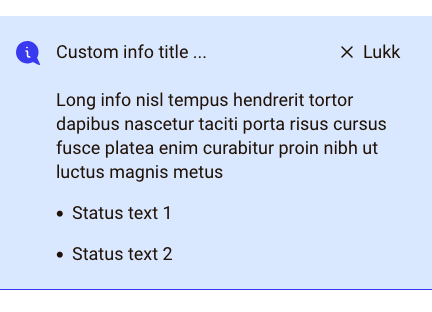 Custom info title ...
Lukk
Long info nisl tempus hendrerit tortor
dapibus nascetur taciti porta risus cursus
fusce platea enim curabitur proin nibh ut
luctus magnis metus
Status text 1
Status text 2